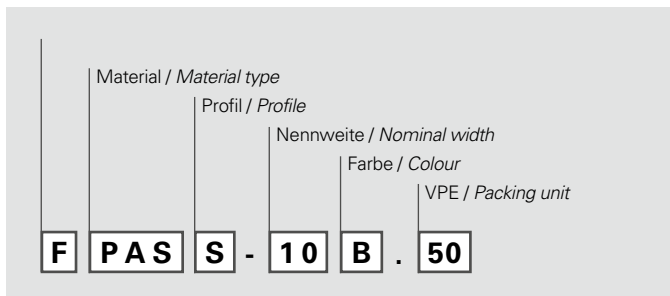 Material / Material type
Profil / Profile
Nennweite / Nominal width
Farbe / Colour
VPE / Packing unit
F PAS S - 10 B . 50